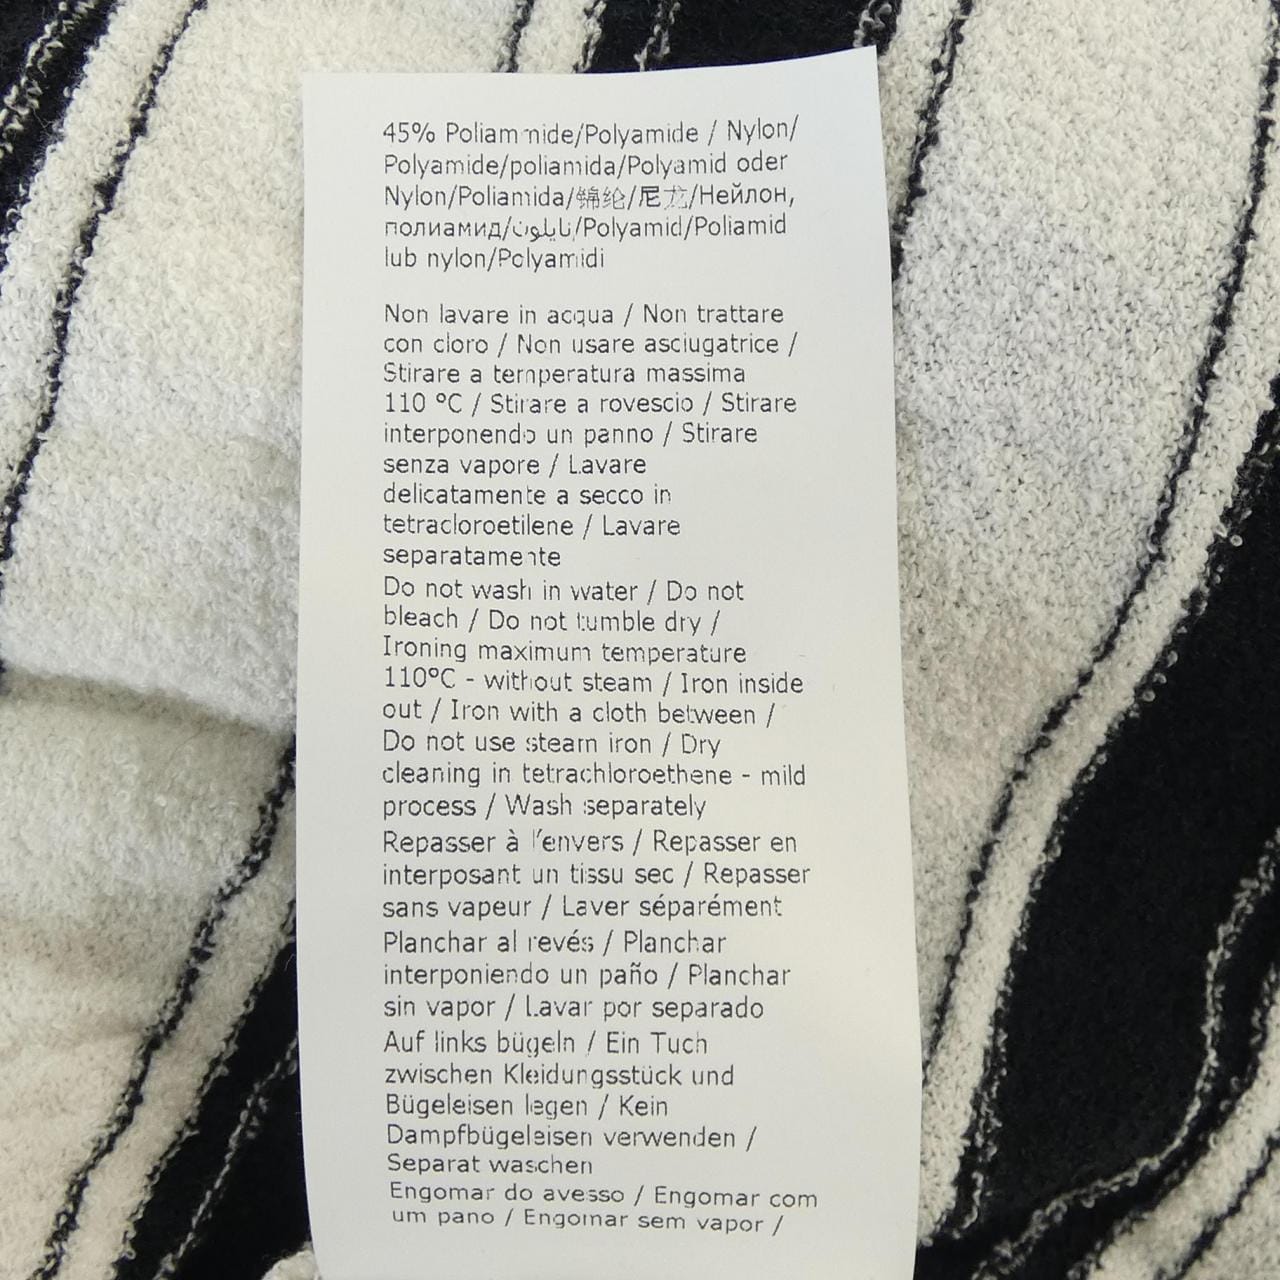 45% Poliammide/Polyamide / Nylon/
Polyamide/poliamida/Polyamid oder
Nylon/Poliamida/锦纶/尼龙/Нейлон,
полиамид/نايلون/Polyamid/Poliamid
lub nylon/Polyamidi
Non lavare in acqua / Non trattare
con cloro / Non usare asciugatrice /
Stirare a temperatura massima
110 °C / Stirare a rovescio / Stirare
interponendo un panno / Stirare
senza vapore / Lavare
delicatamente a secco in
tetracloroetilene / Lavare
separatamente
Do not wash in water / Do not
bleach / Do not tumble dry /
Ironing maximum temperature
110°C - without steam / Iron inside
out / Iron with a cloth between /
Do not use steam iron / Dry
cleaning in tetrachloroethene - mild
process / Wash separately
Repasser à l'envers / Repasser en
interposant un tissu sec / Repasser
sans vapeur / Laver séparément
Planchar al revés / Planchar
interponiendo un paño / Planchar
sin vapor / Lavar por separado
Auf links bügeln / Ein Tuch
zwischen Kleidungsstück und
Bügeleisen legen / Kein
Dampfbügeleisen verwenden /
Separat waschen
Engomar do avesso / Engomar com
um pano / Engomar sem vapor /